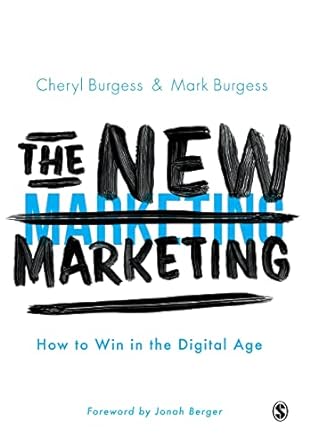 Cheryl Burgess & Mark Burgess
THE NEW
MARKETING
MARKETING
How to Win in the Digital Age
Foreword by Jonah Berger
S